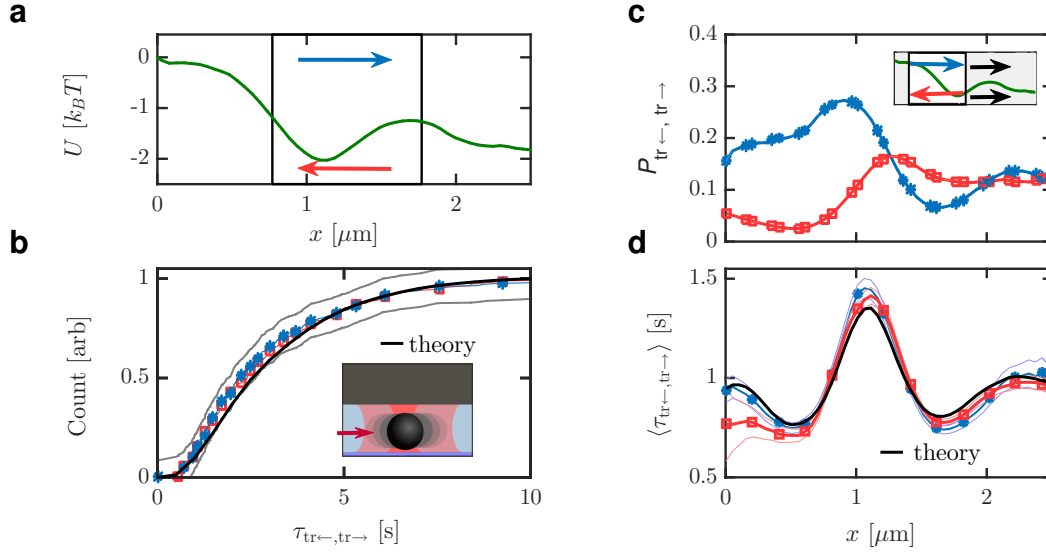 a
U [k_BT]
0
-1
-2
0
1
2
x [μm]
b
Count [arb]
1
0.5
0
theory
0
5
10
τ_tr←,tr→ [s]
c
P_tr←, tr→
0.4
0.3
0.2
0.1
0
d
⟨τ_tr←,tr→⟩ [s]
1.5
1
0.5
theory
0
1
2
x [μm]